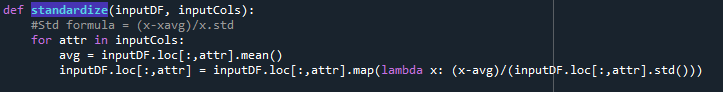 def standardize(inputDF, inputCols):
    #Std formula = (x-xavg)/x.std
    for attr in inputCols:
        avg = inputDF.loc[:,attr].mean()
        inputDF.loc[:,attr] = inputDF.loc[:,attr].map(lambda x: (x-avg)/(inputDF.loc[:,attr].std()))